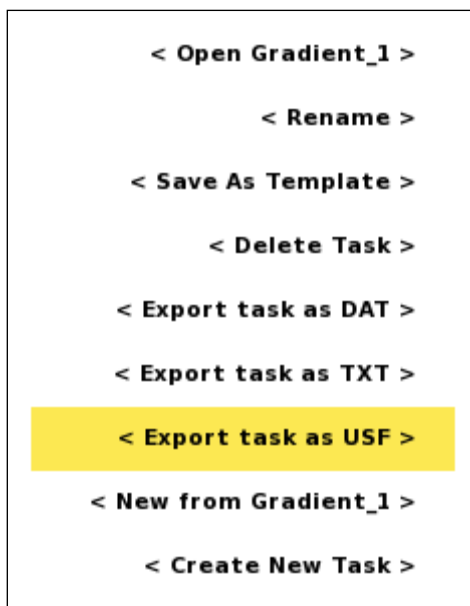 < Open Gradient_1 >
< Rename >
< Save As Template >
< Delete Task >
< Export task as DAT >
< Export task as TXT >
< Export task as USF >
< New from Gradient_1 >
< Create New Task >